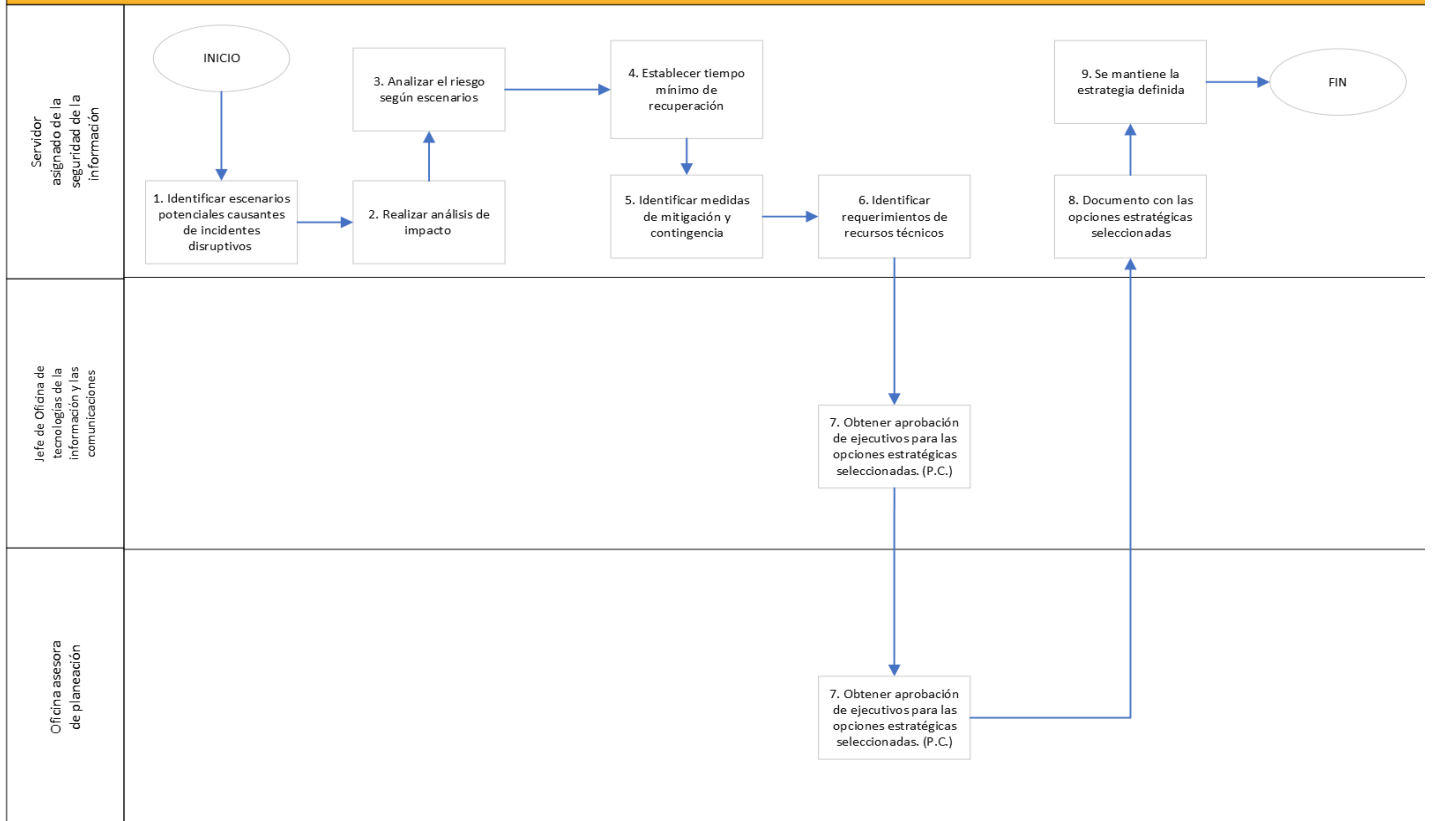 Servidor
asignado de la
seguridad de la
información
INICIO
1. Identificar escenarios
potenciales causantes
de incidentes
disruptivos
2. Realizar análisis de
impacto
3. Analizar el riesgo
según escenarios
4. Establecer tiempo
mínimo de
recuperación
5. Identificar medidas
de mitigación y
contingencia
6. Identificar
requerimientos de
recursos técnicos
8. Documento con las
opciones estratégicas
seleccionadas
9. Se mantiene la
estrategia definida
FIN
Jefe de Oficina de
tecnologías de la
información y las
comunicaciones
7. Obtener aprobación
de ejecutivos para las
opciones estratégicas
seleccionadas. (P.C.)
Oficina asesora
de planeación
7. Obtener aprobación
de ejecutivos para las
opciones estratégicas
seleccionadas. (P.C.)